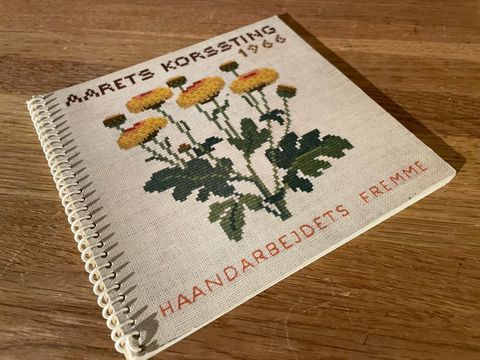 AARETS KORSSTING
1966
HAANDARBEJDETS FREMME